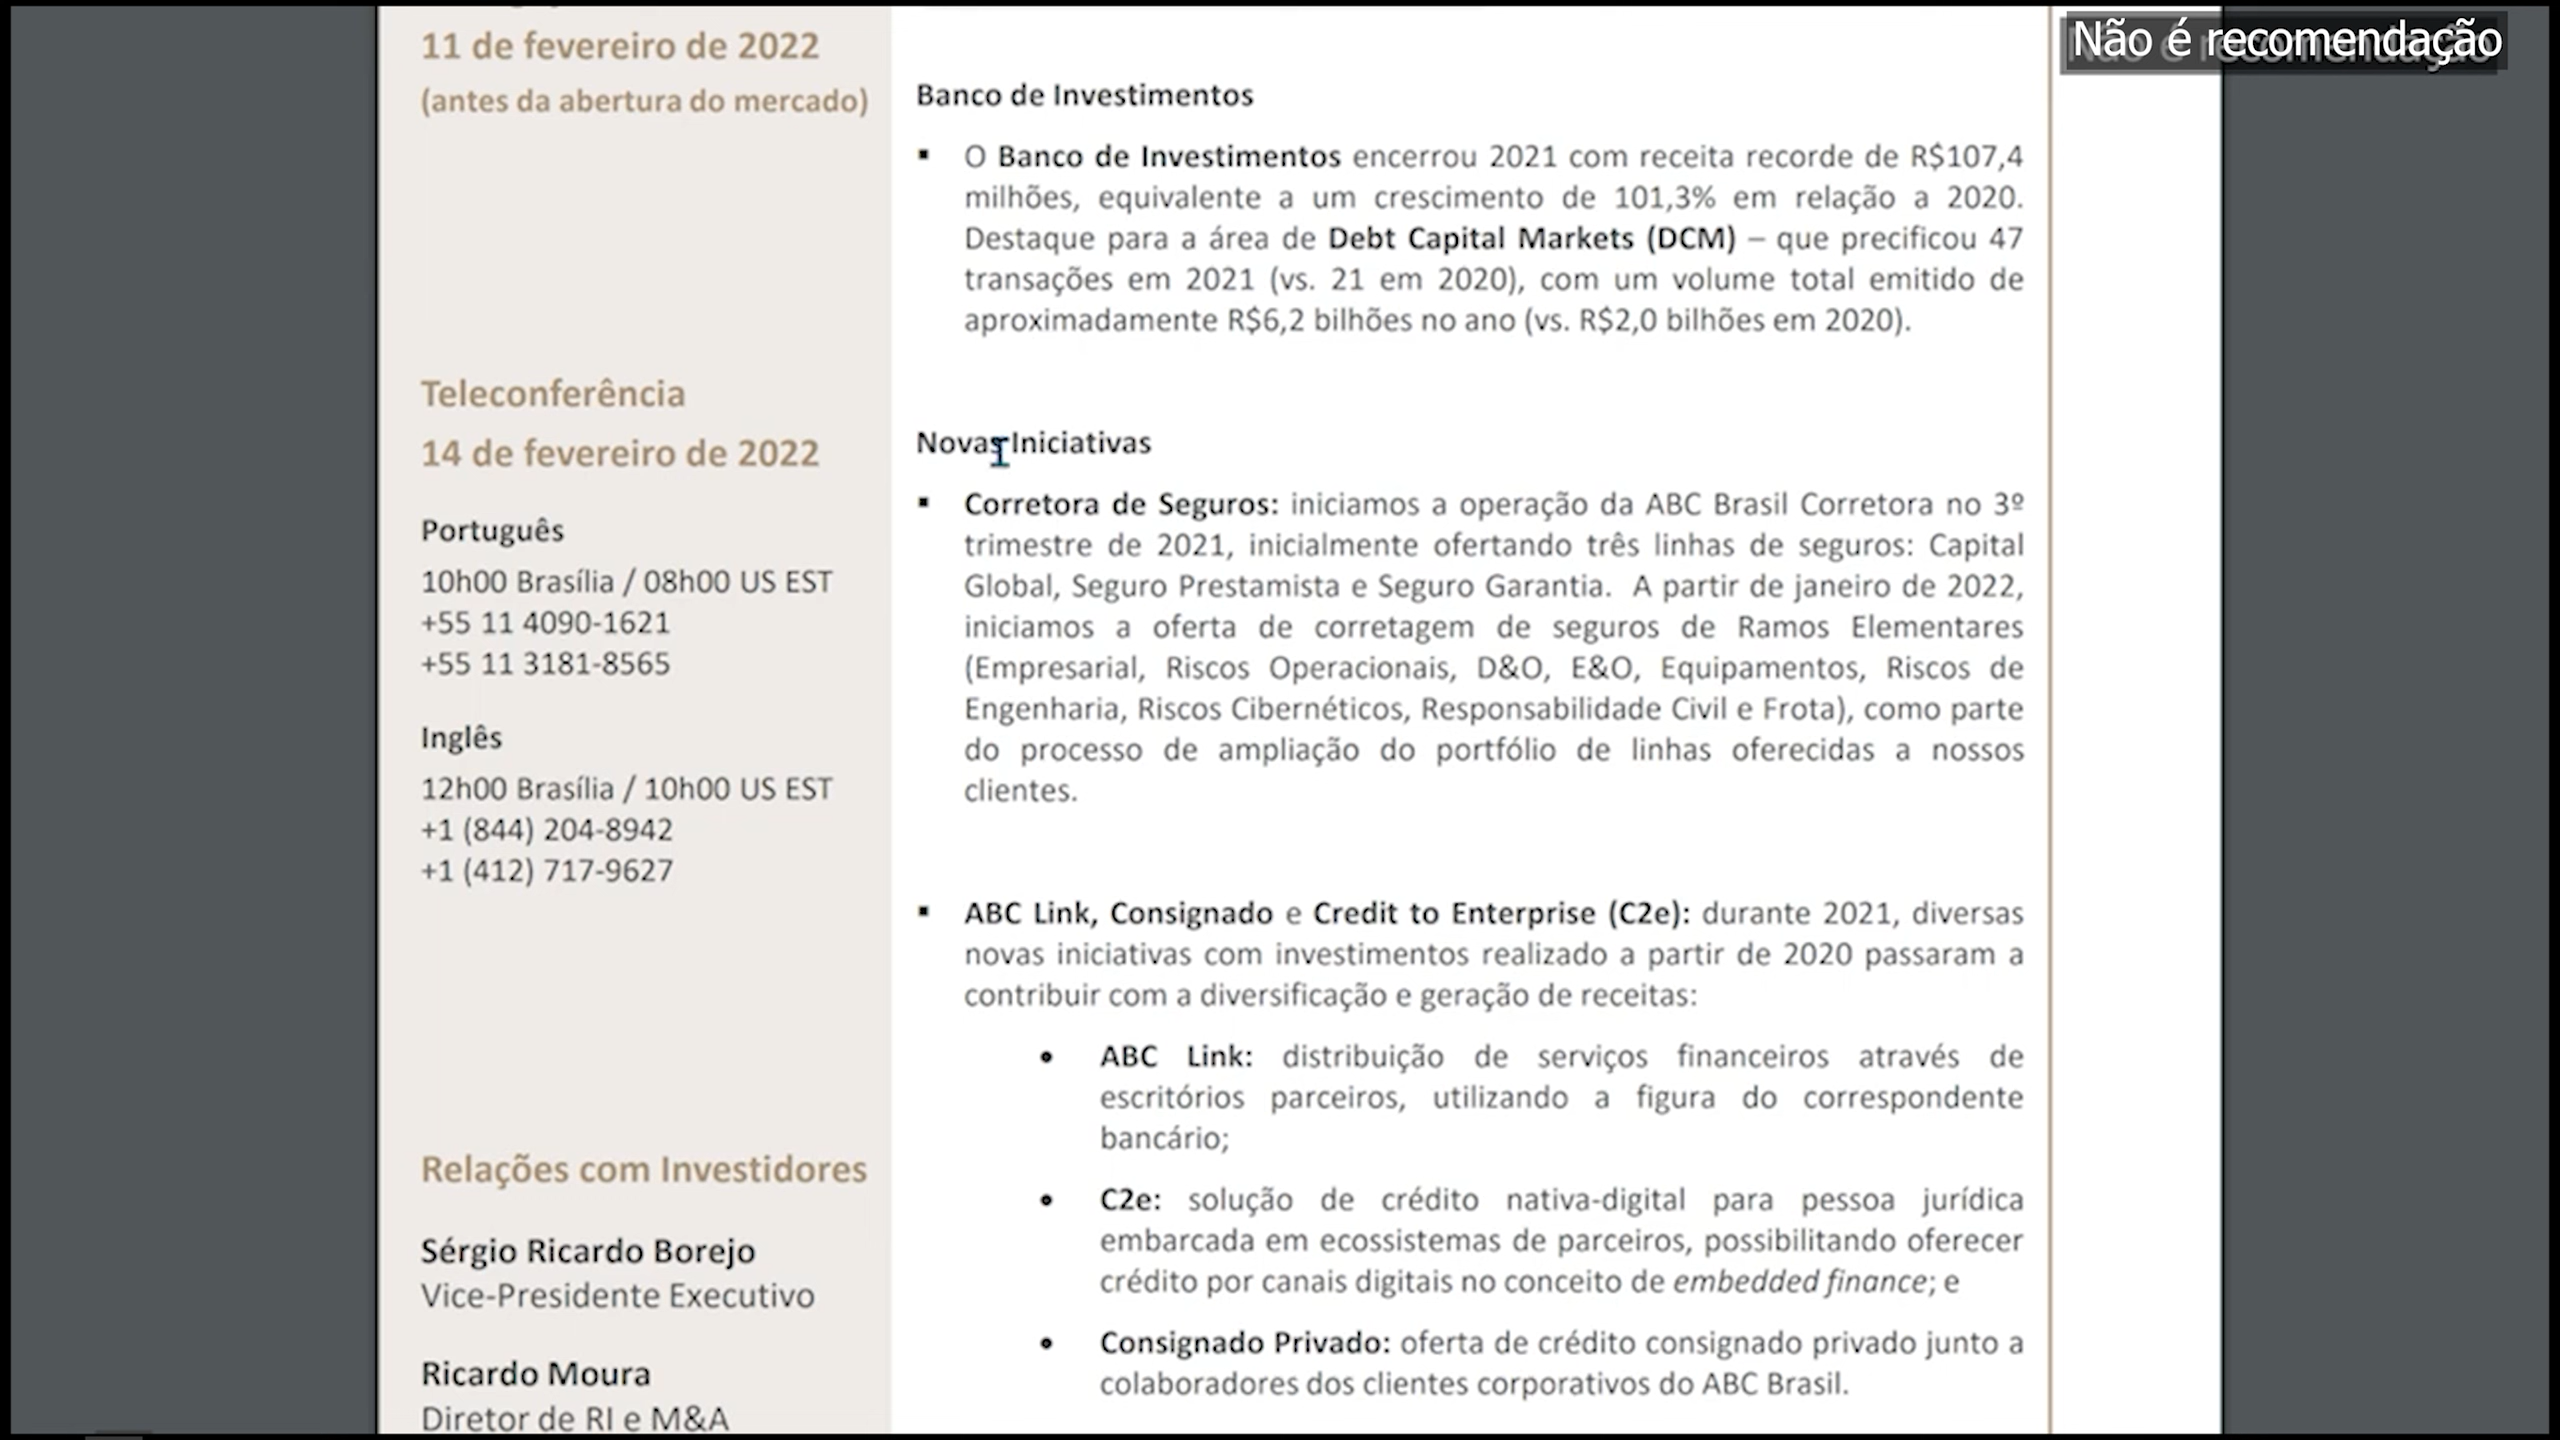 Não é recomendação
11 de fevereiro de 2022
(antes da abertura do mercado)
Teleconferência
14 de fevereiro de 2022
Português
10h00 Brasília / 08h00 US EST
+55 11 4090-1621
+55 11 3181-8565
Inglês
12h00 Brasília / 10h00 US EST
+1 (844) 204-8942
+1 (412) 717-9627
Relações com Investidores
Sérgio Ricardo Borejo
Vice-Presidente Executivo
Ricardo Moura
Diretor de RI e M&A
Banco de Investimentos
▪ O Banco de Investimentos encerrou 2021 com receita recorde de R$107,4
milhões, equivalente a um crescimento de 101,3% em relação a 2020.
Destaque para a área de Debt Capital Markets (DCM) – que precificou 47
transações em 2021 (vs. 21 em 2020), com um volume total emitido de
aproximadamente R$6,2 bilhões no ano (vs. R$2,0 bilhões em 2020).
Novas Iniciativas
▪ Corretora de Seguros: iniciamos a operação da ABC Brasil Corretora no 3º
trimestre de 2021, inicialmente ofertando três linhas de seguros: Capital
Global, Seguro Prestamista e Seguro Garantia. A partir de janeiro de 2022,
iniciamos a oferta de corretagem de seguros de Ramos Elementares
(Empresarial, Riscos Operacionais, D&O, E&O, Equipamentos, Riscos de
Engenharia, Riscos Cibernéticos, Responsabilidade Civil e Frota), como parte
do processo de ampliação do portfólio de linhas oferecidas a nossos
clientes.
▪ ABC Link, Consignado e Credit to Enterprise (C2e): durante 2021, diversas
novas iniciativas com investimentos realizado a partir de 2020 passaram a
contribuir com a diversificação e geração de receitas:
• ABC Link: distribuição de serviços financeiros através de
escritórios parceiros, utilizando a figura do correspondente
bancário;
• C2e: solução de crédito nativa-digital para pessoa jurídica
embarcada em ecossistemas de parceiros, possibilitando oferecer
crédito por canais digitais no conceito de embedded finance; e
• Consignado Privado: oferta de crédito consignado privado junto a
colaboradores dos clientes corporativos do ABC Brasil.